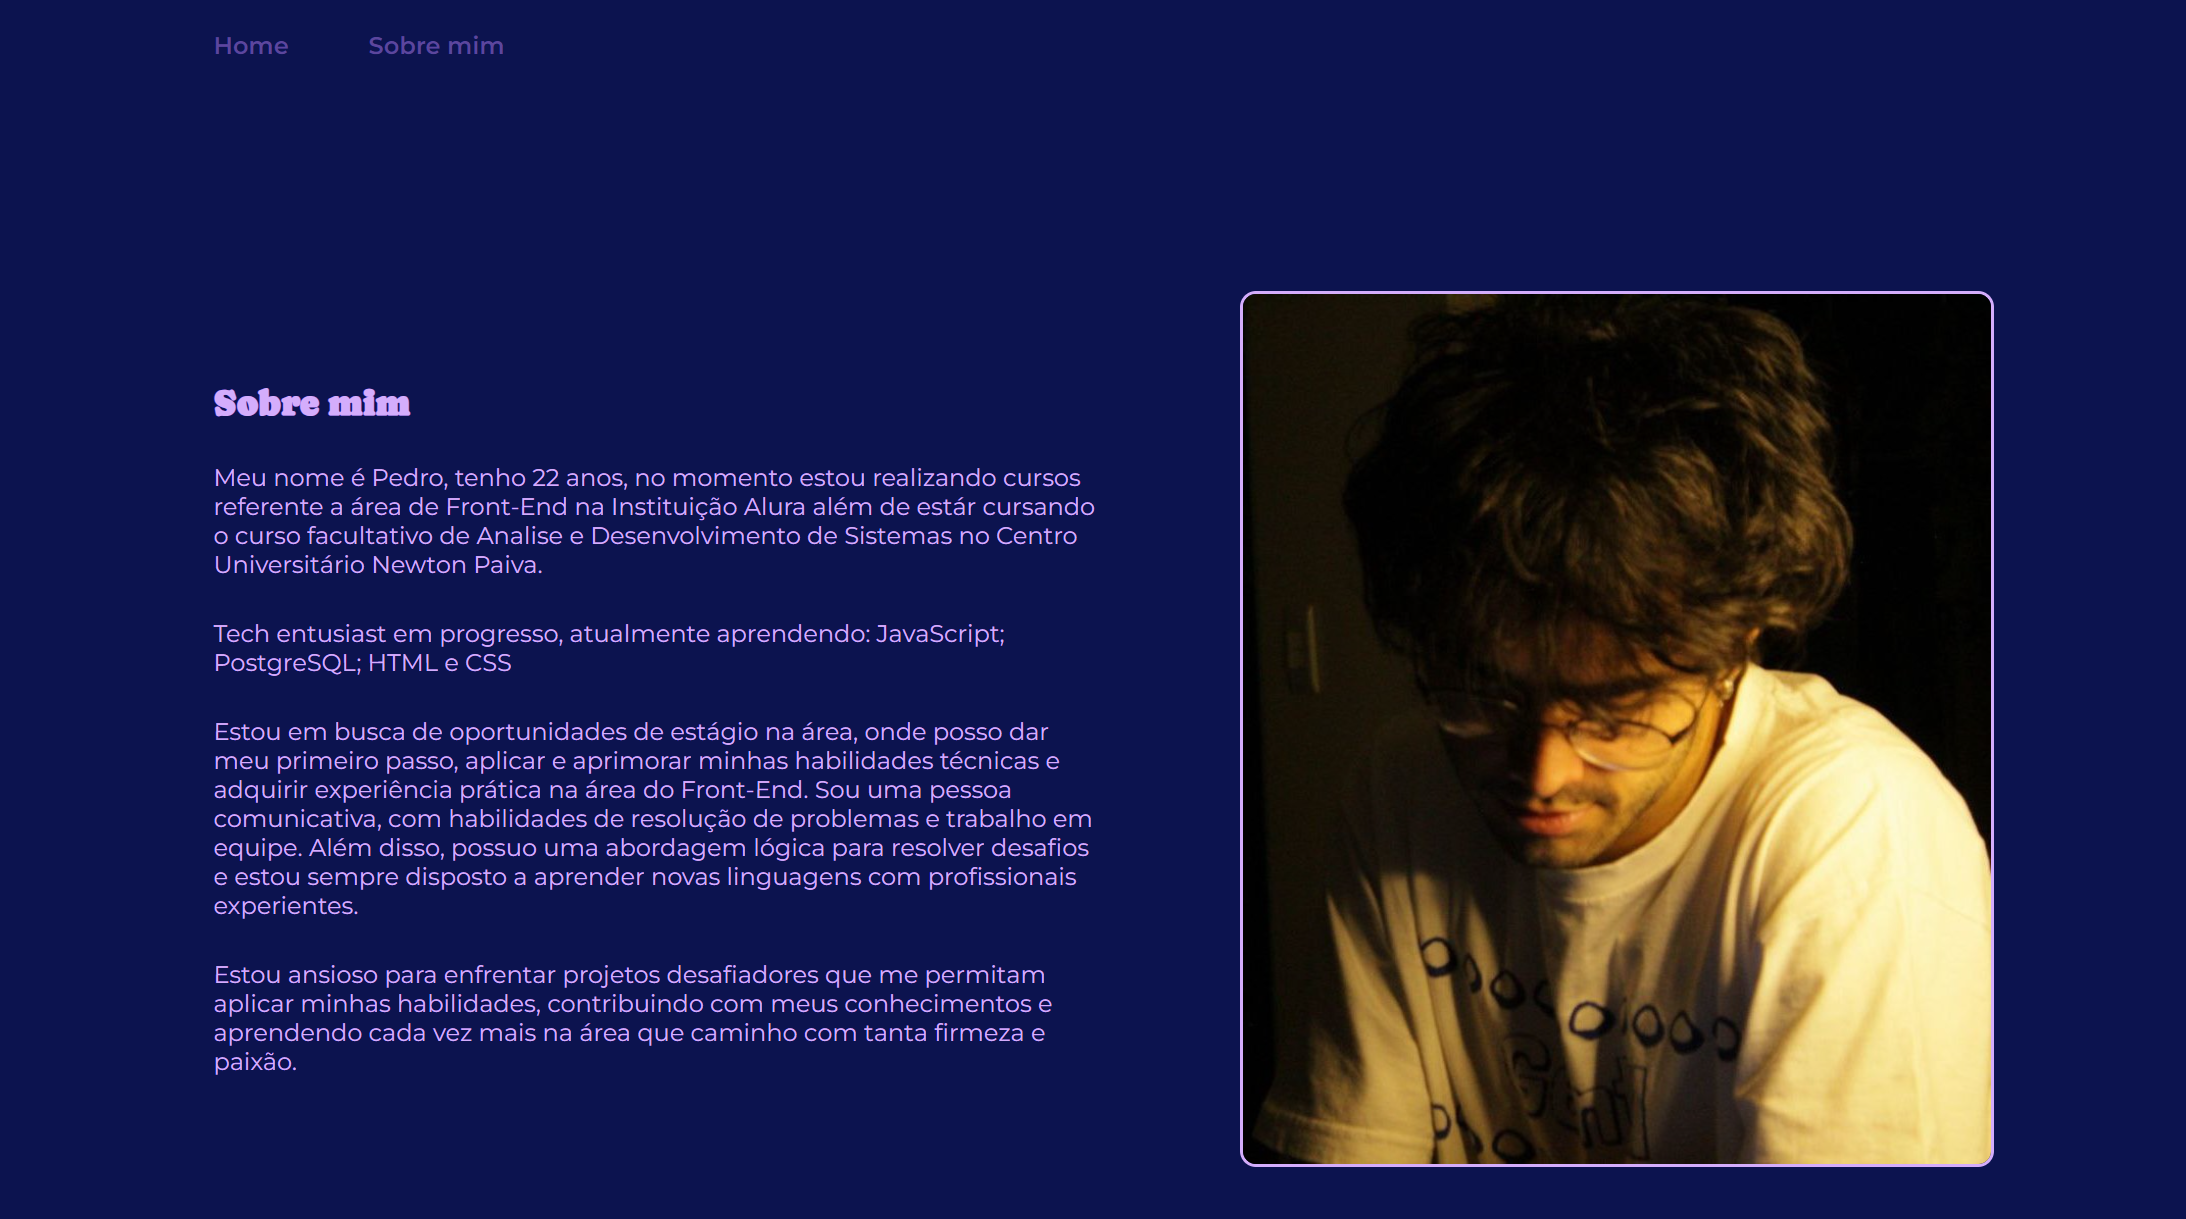 Home
Sobre mim
Sobre mim
Meu nome é Pedro, tenho 22 anos, no momento estou realizando cursos
referente a área de Front-End na Instituição Alura além de estár cursando
o curso facultativo de Analise e Desenvolvimento de Sistemas no Centro
Universitário Newton Paiva.
Tech entusiast em progresso, atualmente aprendendo: JavaScript;
PostgreSQL; HTML e CSS
Estou em busca de oportunidades de estágio na área, onde posso dar
meu primeiro passo, aplicar e aprimorar minhas habilidades técnicas e
adquirir experiência prática na área do Front-End. Sou uma pessoa
comunicativa, com habilidades de resolução de problemas e trabalho em
equipe. Além disso, possuo uma abordagem lógica para resolver desafios
e estou sempre disposto a aprender novas linguagens com profissionais
experientes.
Estou ansioso para enfrentar projetos desafiadores que me permitam
aplicar minhas habilidades, contribuindo com meus conhecimentos e
aprendendo cada vez mais na área que caminho com tanta firmeza e
paixão.